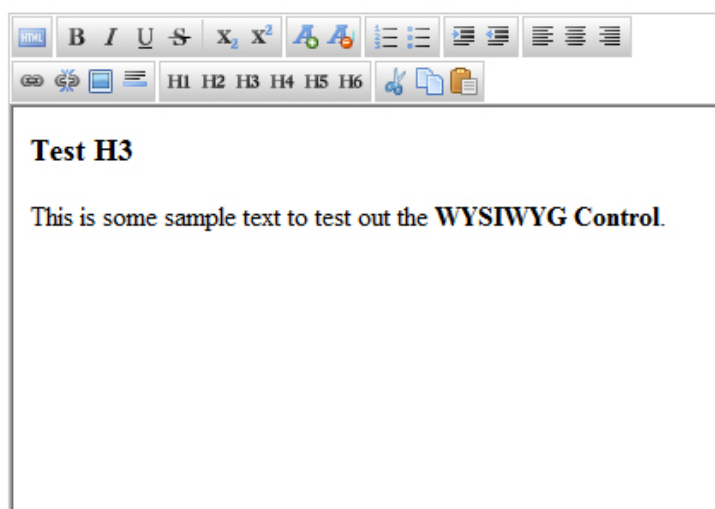 HTML B I U S X2 X2 A A
H1 H2 H3 H4 H5 H6
Test H3
This is some sample text to test out the WYSIWYG Control.